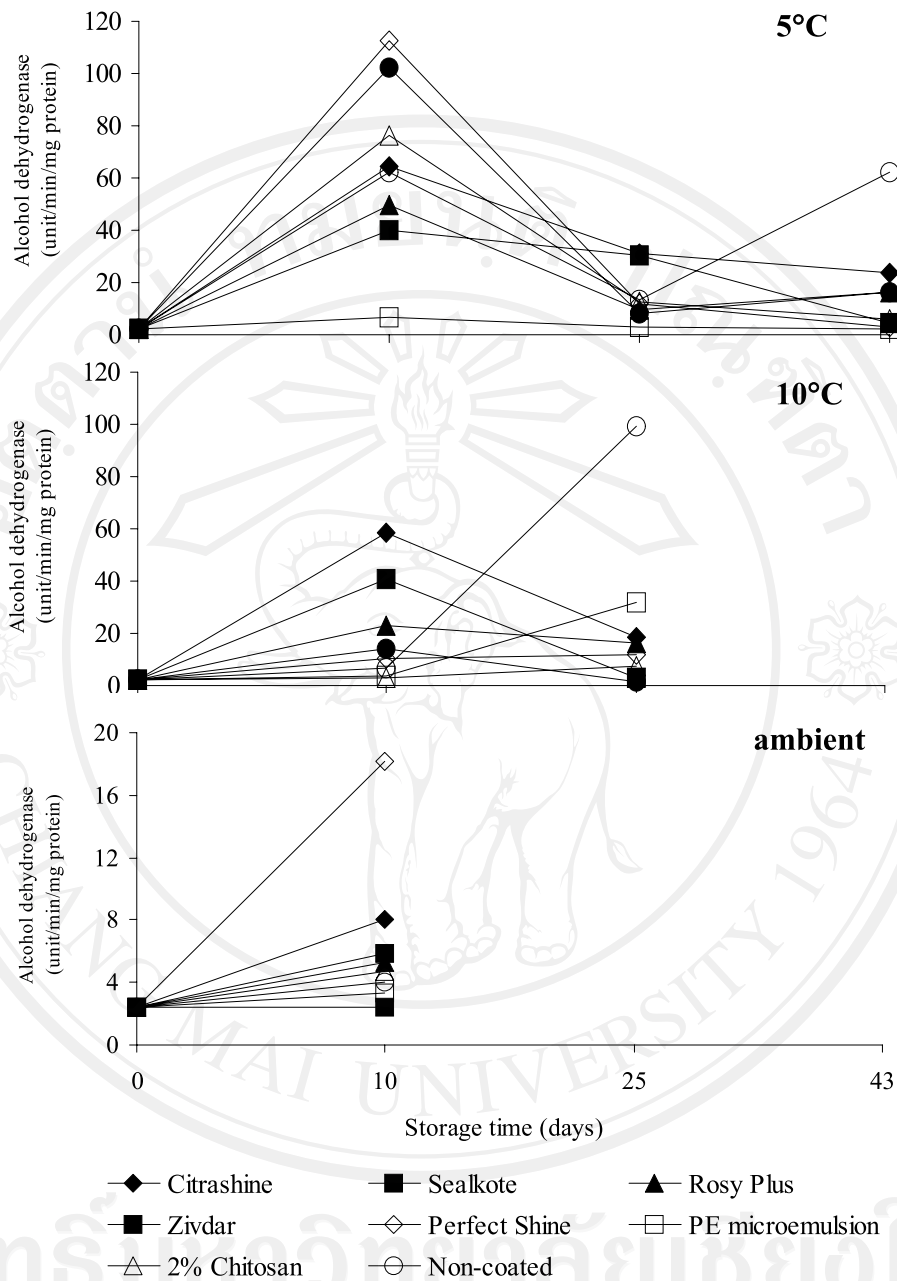 5°C
120
100
80
60
40
20
0
Alcohol dehydrogenase
(unit/min/mg protein)
10°C
120
100
80
60
40
20
0
Alcohol dehydrogenase
(unit/min/mg protein)
ambient
20
16
12
8
4
0
Alcohol dehydrogenase
(unit/min/mg protein)
0 10 25 43
Storage time (days)
Citrashine Sealkote Rosy Plus
Zivdar Perfect Shine PE microemulsion
2% Chitosan Non-coated
MAI UNIVERSITY 1964